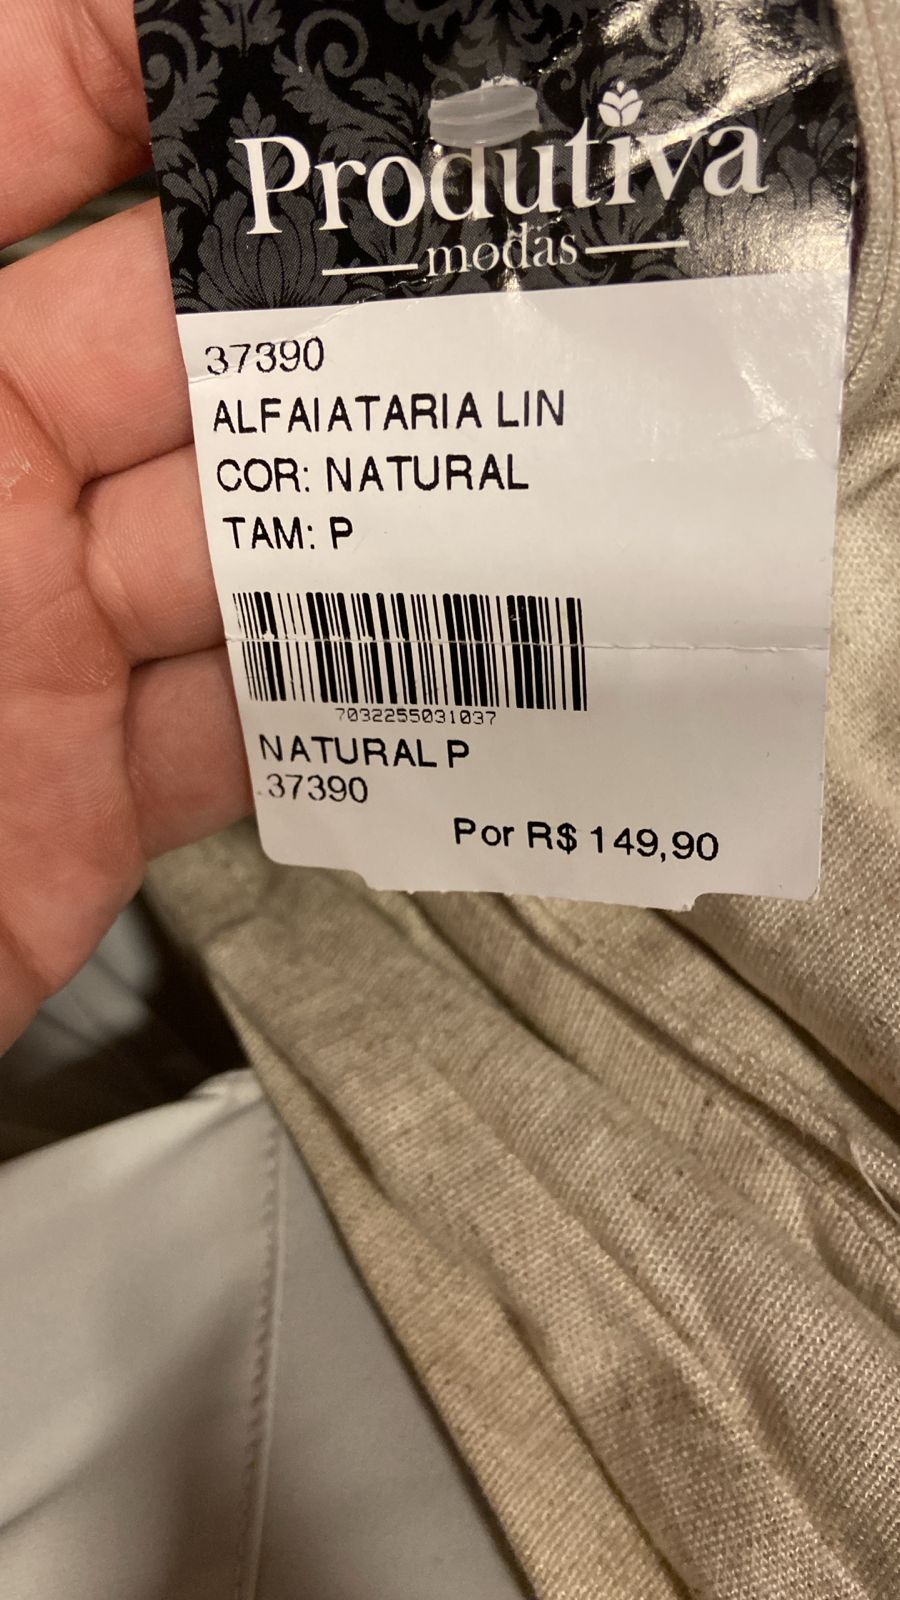 Produtiva
modas
37390
ALFAIATARIA LIN
COR: NATURAL
TAM: P
7032255031037
NATURAL P
.37390
Por R$ 149,90